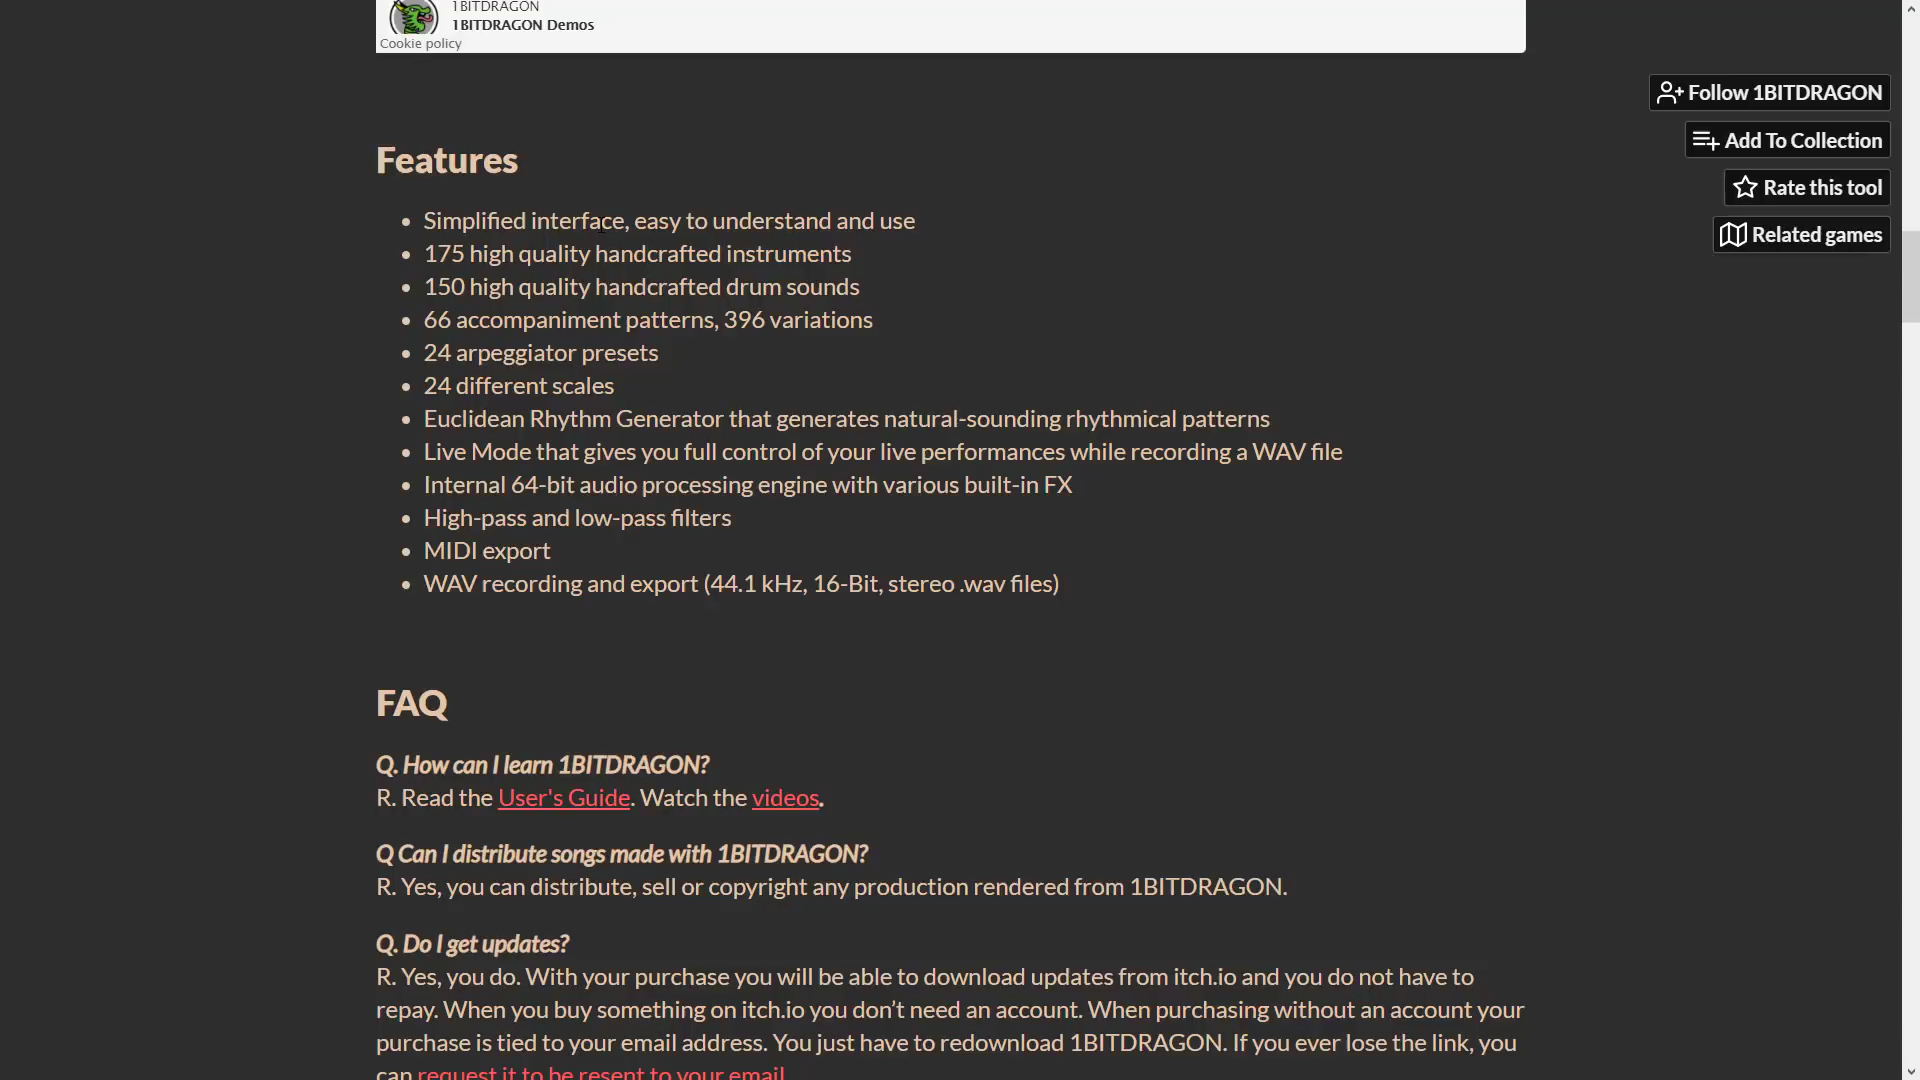 1BITDRAGON
1BITDRAGON Demos
Cookie policy
Follow 1BITDRAGON
Add To Collection
Rate this tool
Related games
Features
• Simplified interface, easy to understand and use
• 175 high quality handcrafted instruments
• 150 high quality handcrafted drum sounds
• 66 accompaniment patterns, 396 variations
• 24 arpeggiator presets
• 24 different scales
• Euclidean Rhythm Generator that generates natural-sounding rhythmical patterns
• Live Mode that gives you full control of your live performances while recording a WAV file
• Internal 64-bit audio processing engine with various built-in FX
• High-pass and low-pass filters
• MIDI export
• WAV recording and export (44.1 kHz, 16-Bit, stereo .wav files)
FAQ
Q. How can I learn 1BITDRAGON?
R. Read the User's Guide. Watch the videos.
Q Can I distribute songs made with 1BITDRAGON?
R. Yes, you can distribute, sell or copyright any production rendered from 1BITDRAGON.
Q. Do I get updates?
R. Yes, you do. With your purchase you will be able to download updates from itch.io and you do not have to
repay. When you buy something on itch.io you don’t need an account. When purchasing without an account your
purchase is tied to your email address. You just have to redownload 1BITDRAGON. If you ever lose the link, you
can request it to be resent to your email